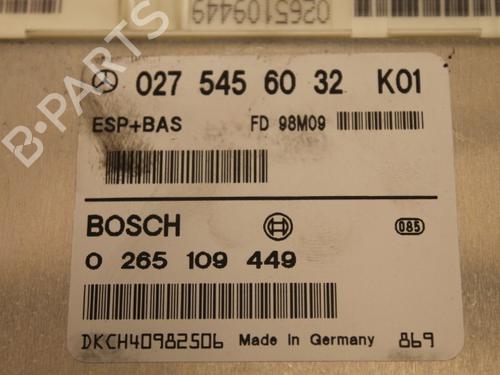 0265109449
027 545 60 32 K01
ESP+BAS FD 98M09
BOSCH 085
0 265 109 449
DKCH40982506 Made in Germany 869
B-PARTS